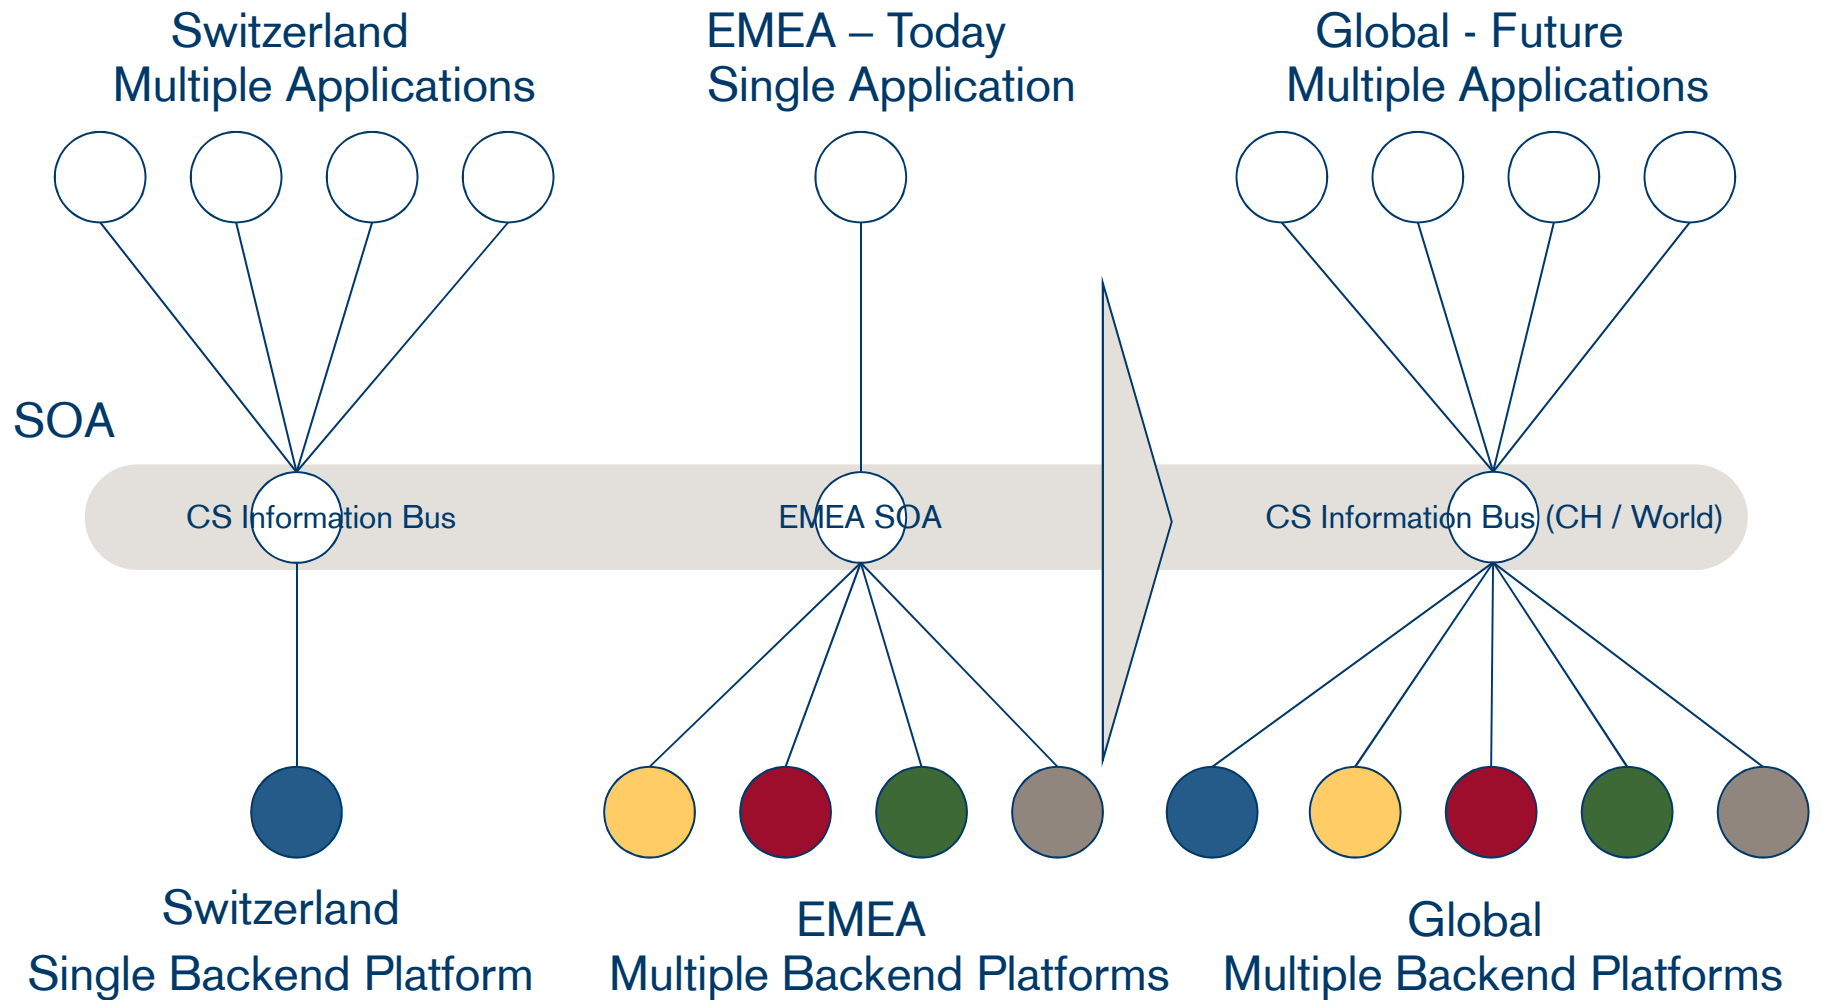 Switzerland
Multiple Applications
EMEA – Today
Single Application
Global - Future
Multiple Applications
SOA
CS Information Bus
EMEA SOA
CS Information Bus (CH / World)
Switzerland
Single Backend Platform
EMEA
Multiple Backend Platforms
Global
Multiple Backend Platforms